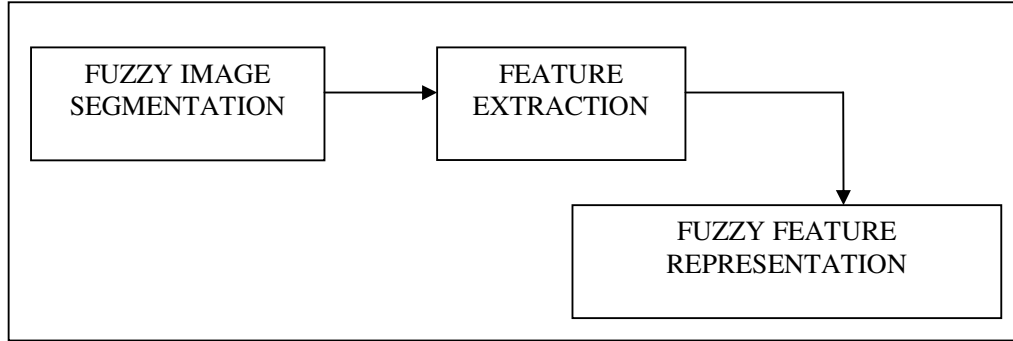 FUZZY IMAGE
SEGMENTATION
FEATURE
EXTRACTION
FUZZY FEATURE
REPRESENTATION